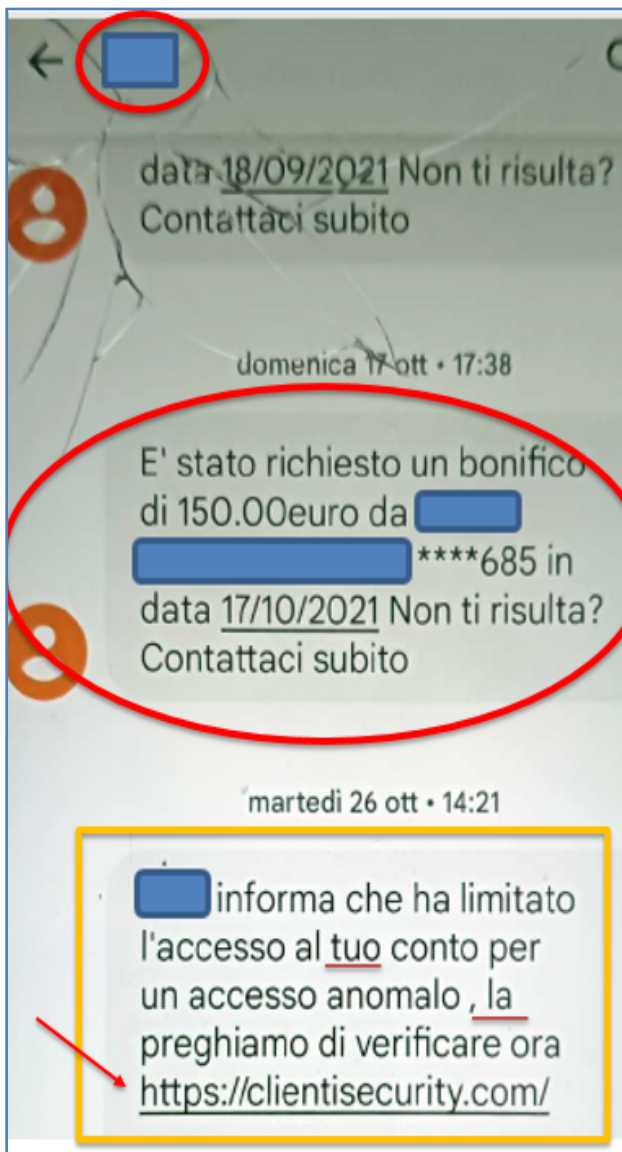 data 18/09/2021 Non ti risulta?
Contattaci subito
domenica 17 ott • 17:38
E' stato richiesto un bonifico
di 150.00euro da
****685 in
data 17/10/2021 Non ti risulta?
Contattaci subito
martedì 26 ott • 14:21
informa che ha limitato
l'accesso al tuo conto per
un accesso anomalo , la
preghiamo di verificare ora
https://clientisecurity.com/